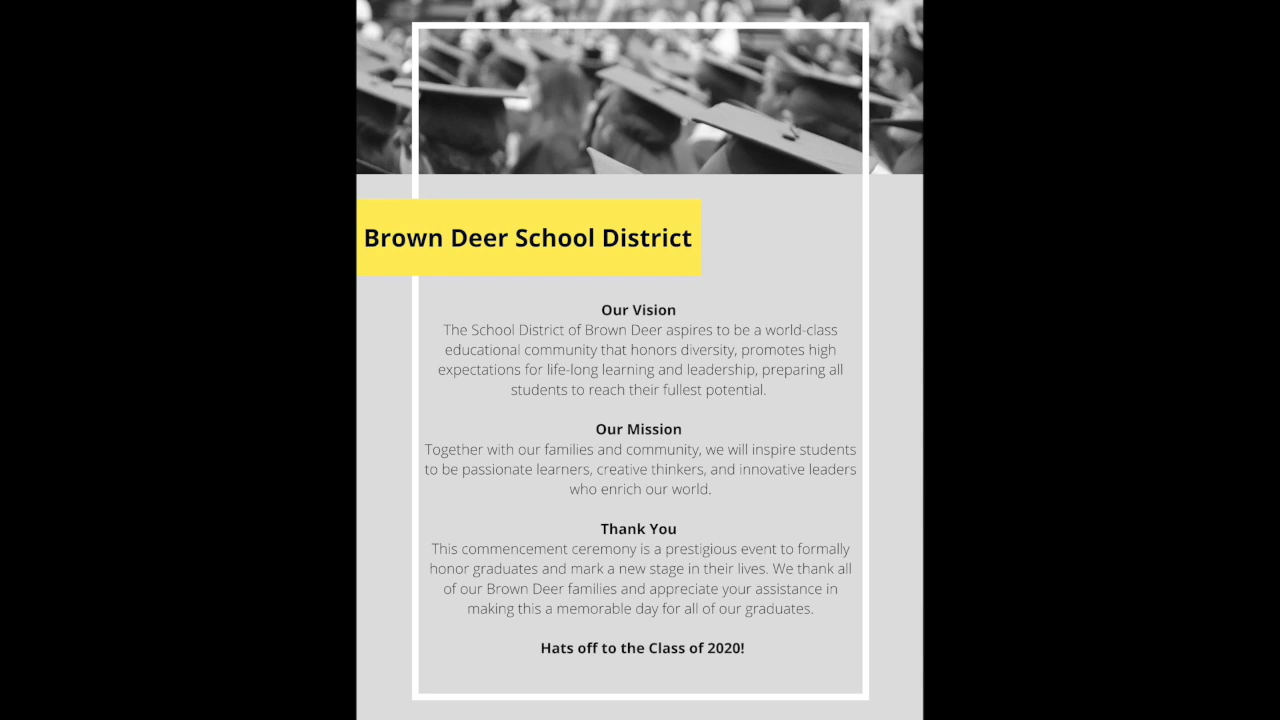 Brown Deer School District
Our Vision
The School District of Brown Deer aspires to be a world-class
educational community that honors diversity, promotes high
expectations for life-long learning and leadership, preparing all
students to reach their fullest potential.
Our Mission
Together with our families and community, we will inspire students
to be passionate learners, creative thinkers, and innovative leaders
who enrich our world.
Thank You
This commencement ceremony is a prestigious event to formally
honor graduates and mark a new stage in their lives. We thank all
of our Brown Deer families and appreciate your assistance in
making this a memorable day for all of our graduates.
Hats off to the Class of 2020!